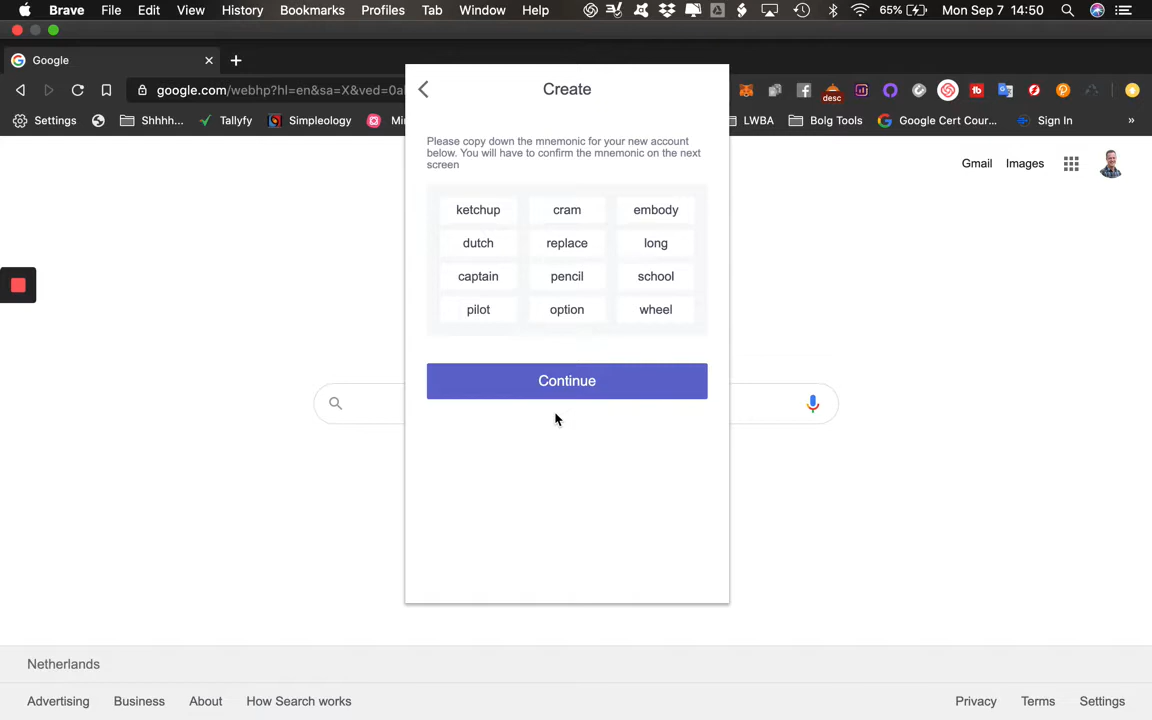 Brave File Edit View History Bookmarks Profiles Tab Window Help 65% Mon Sep 7 14:50
Google
google.com/webhp?hl=en&sa=X&ved=0a
desc
Settings Shhhh... Tallyfy Simpleology LWBA Bolg Tools Google Cert Cour... Sign In »
Create
Please copy down the mnemonic for your new account
below. You will have to confirm the mnemonic on the next
screen
Gmail Images
ketchup cram embody
dutch replace long
captain pencil school
pilot option wheel
Continue
Netherlands
Advertising Business About How Search works Privacy Terms Settings